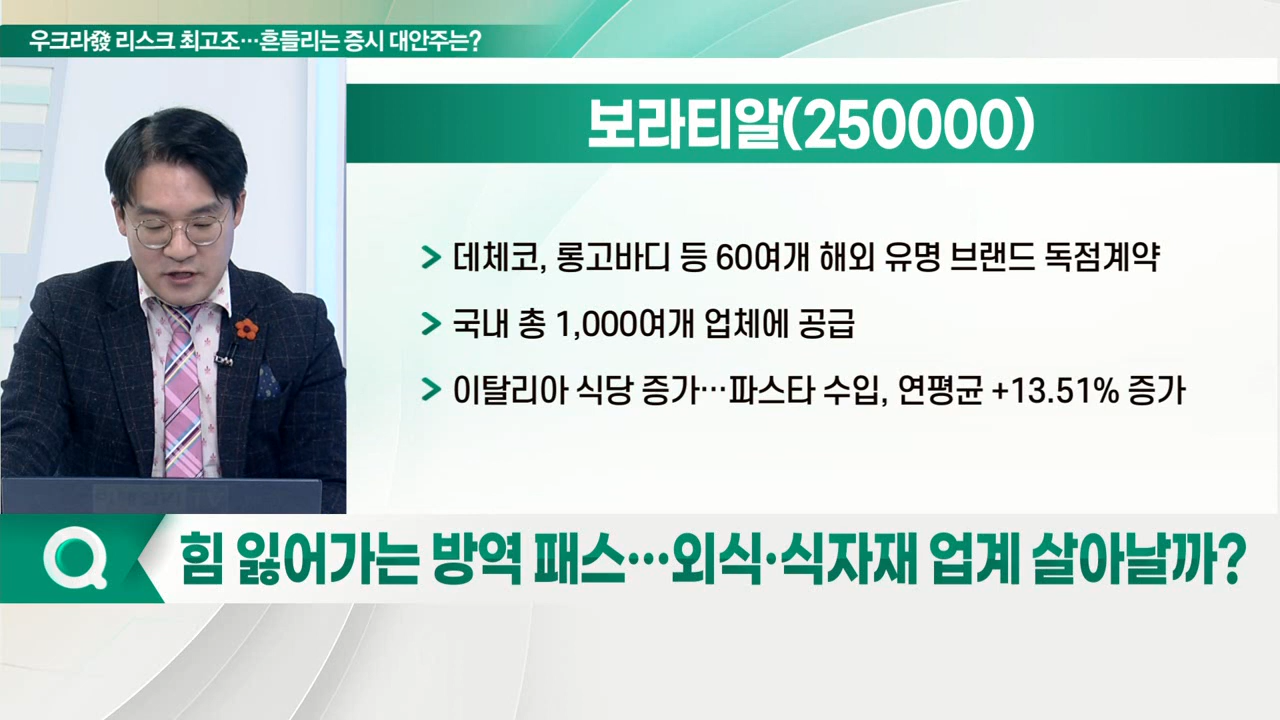 우크라發 리스크 최고조…흔들리는 증시 대안주는?
보라티알(250000)
> 데체코, 롱고바디 등 60여개 해외 유명 브랜드 독점계약
> 국내 총 1,000여개 업체에 공급
> 이탈리아 식당 증가…파스타 수입, 연평균 +13.51% 증가
힘 잃어가는 방역 패스…외식·식자재 업계 살아날까?